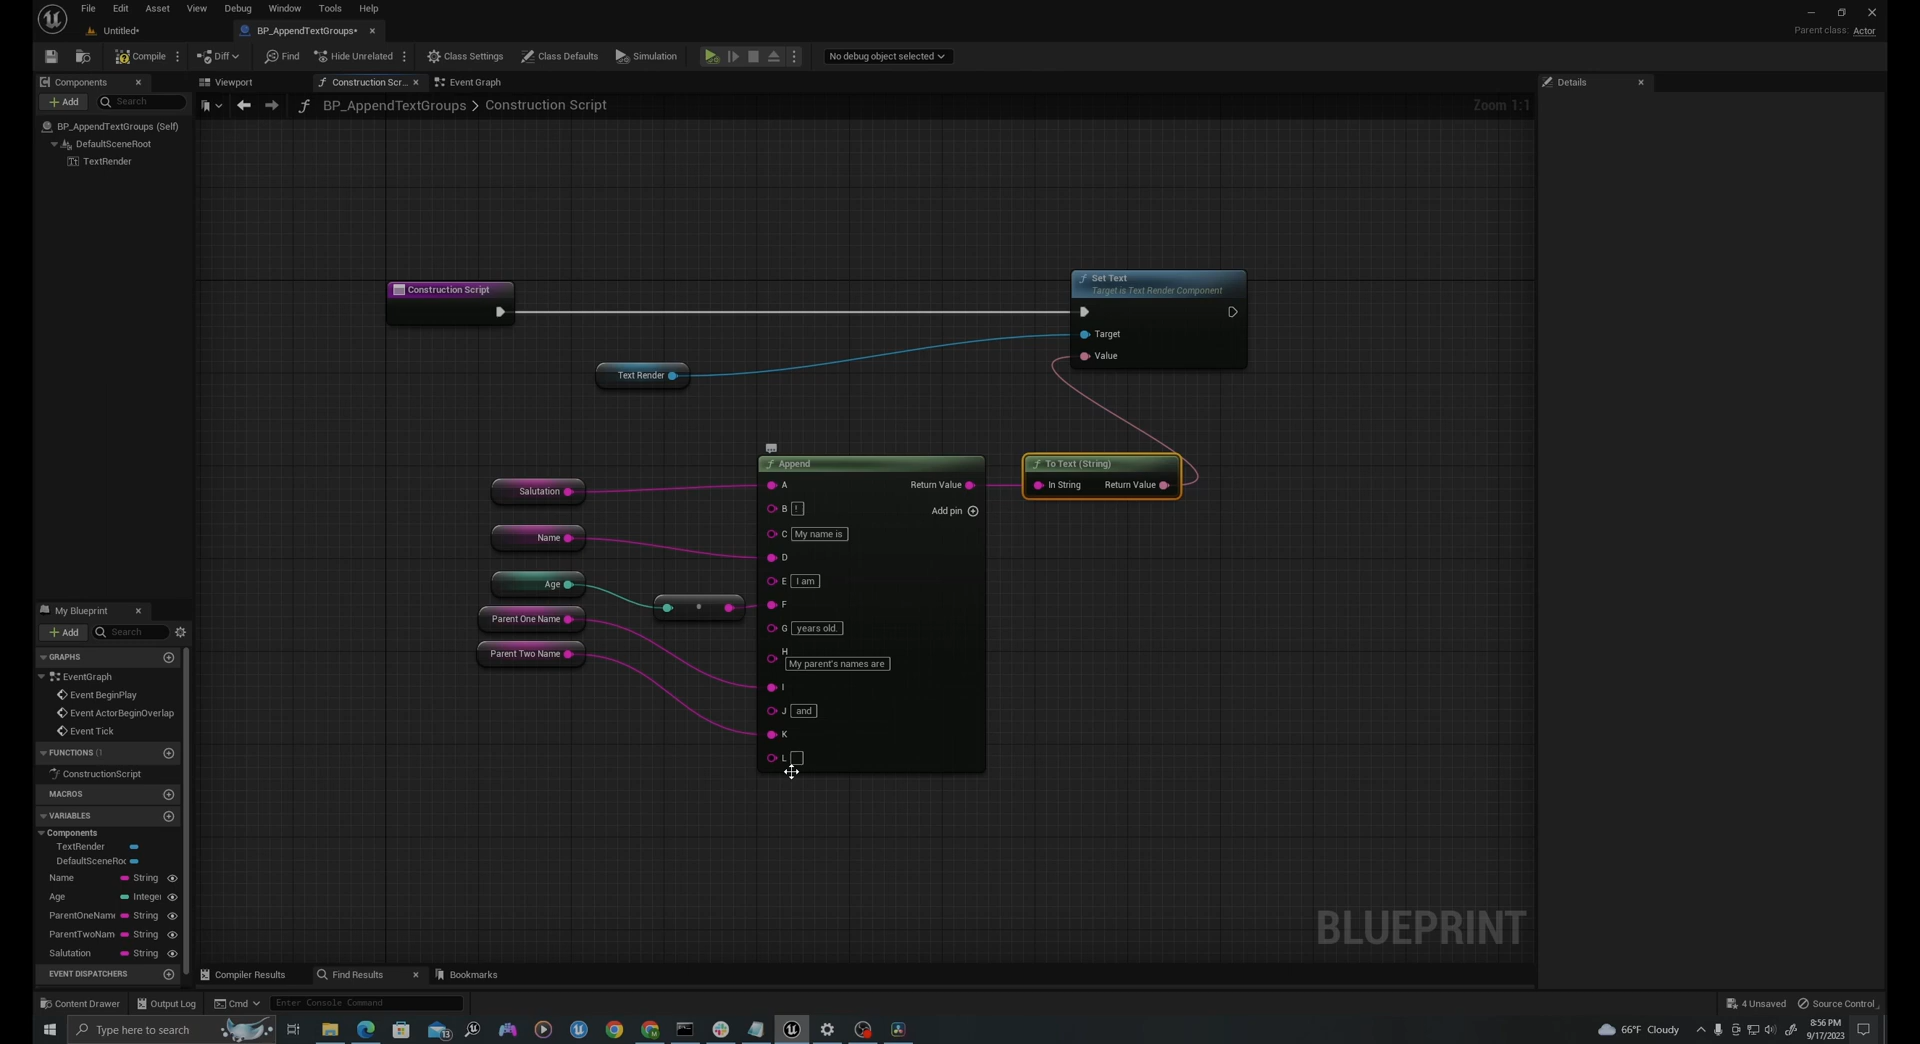 File Edit Asset View Debug Window Tools Help
Untitled•
BP_AppendTextGroups•
Parent class: Actor
Compile
Diff
Find
Hide Unrelated
Class Settings
Class Defaults
Simulation
No debug object selected
Components
Viewport
Construction Scr...
Event Graph
Details
+ Add
Search
BP_AppendTextGroups > Construction Script
Zoom 1:1
BP_AppendTextGroups (Self)
DefaultSceneRoot
TextRender
Construction Script
Set Text
Target is Text Render Component
Target
Value
Text Render
Append
A
Return Value
B !
Add pin
C My name is
D
E I am
F
G years old.
H
My parent's names are
I
J and
K
L
To Text (String)
In String
Return Value
Salutation
Name
Age
Parent One Name
Parent Two Name
My Blueprint
+ Add
Search
GRAPHS
EventGraph
Event BeginPlay
Event ActorBeginOverlap
Event Tick
FUNCTIONS (1
ConstructionScript
MACROS
VARIABLES
Components
TextRender
DefaultSceneRoo
Name String
Age Integer
ParentOneName String
ParentTwoNam String
Salutation String
EVENT DISPATCHERS
BLUEPRINT
Compiler Results
Find Results
Bookmarks
Content Drawer
Output Log
Cmd
Enter Console Command
4 Unsaved
Source Control
Type here to search
13
66°F Cloudy
8:56 PM
9/17/2023